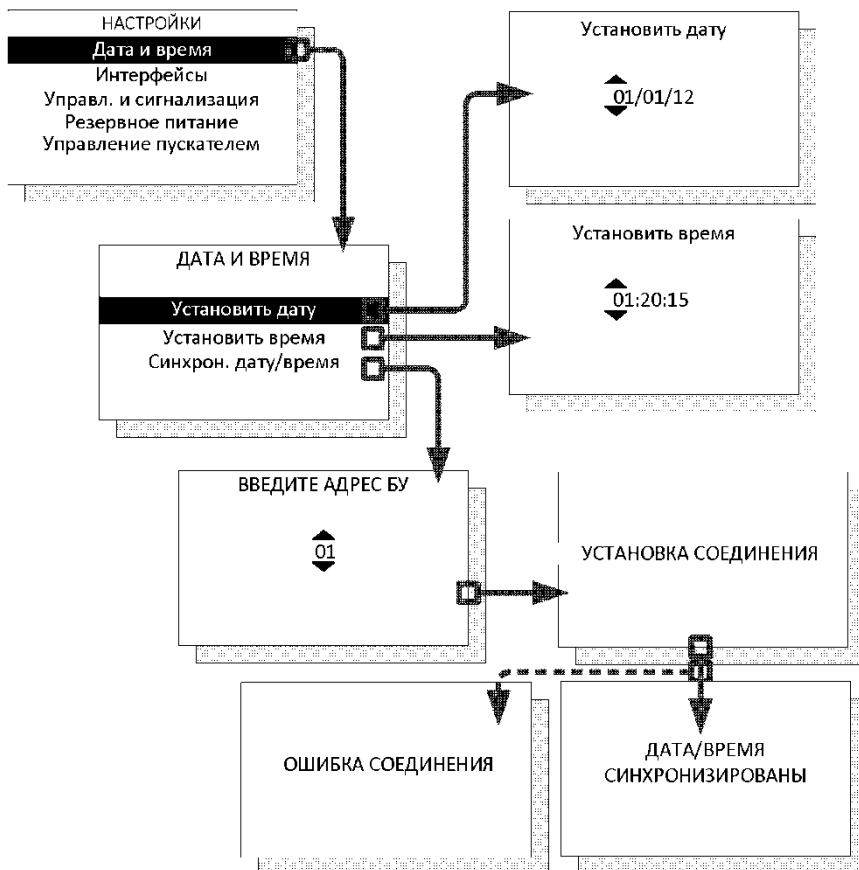 НАСТРОЙКИ
Дата и время
Интерфейсы
Управл. и сигнализация
Резервное питание
Управление пускателем
Установить дату
01/01/12
Установить время
01:20:15
ДАТА И ВРЕМЯ
Установить дату
Установить время
Синхрон. дату/время
ВВЕДИТЕ АДРЕС БУ
01
УСТАНОВКА СОЕДИНЕНИЯ
ОШИБКА СОЕДИНЕНИЯ
ДАТА/ВРЕМЯ
СИНХРОНИЗИРОВАНЫ